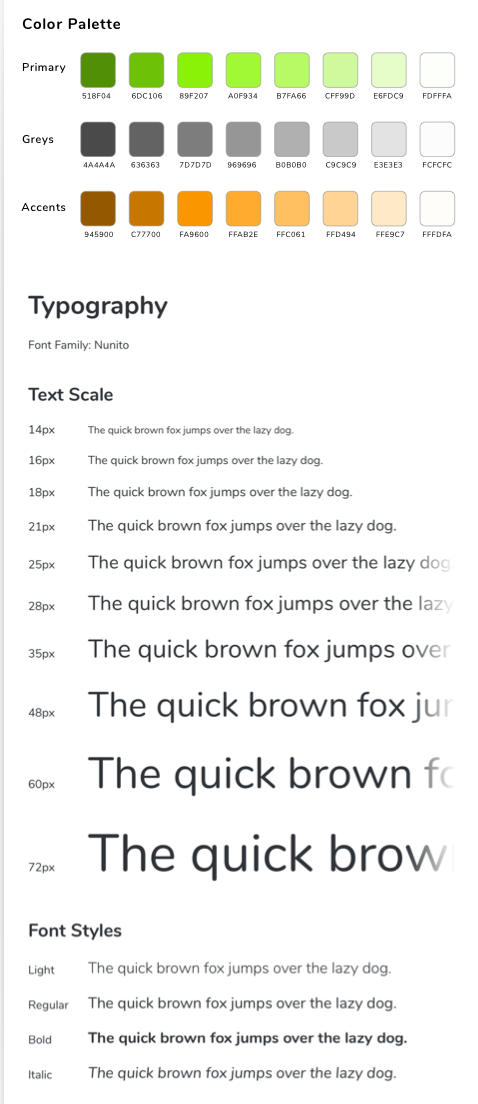 Color Palette
Primary
518F04 6DC106 89F207 A0F934 B7FA66 CFF99D E6FDC9 FDFFFA
Greys
4A4A4A 636363 7D7D7D 969696 B0B0B0 C9C9C9 E3E3E3 FCFCFC
Accents
945900 C77700 FA9600 FFAB2E FFC061 FFD494 FFE9C7 FFFDFA
Typography
Font Family: Nunito
Text Scale
14px The quick brown fox jumps over the lazy dog.
16px The quick brown fox jumps over the lazy dog.
18px The quick brown fox jumps over the lazy dog.
21px The quick brown fox jumps over the lazy dog.
25px The quick brown fox jumps over the lazy dog
28px The quick brown fox jumps over the lazy
35px The quick brown fox jumps over
48px The quick brown fox jur
60px The quick brown fo
72px The quick brow
Font Styles
Light The quick brown fox jumps over the lazy dog.
Regular The quick brown fox jumps over the lazy dog.
Bold The quick brown fox jumps over the lazy dog.
Italic The quick brown fox jumps over the lazy dog.